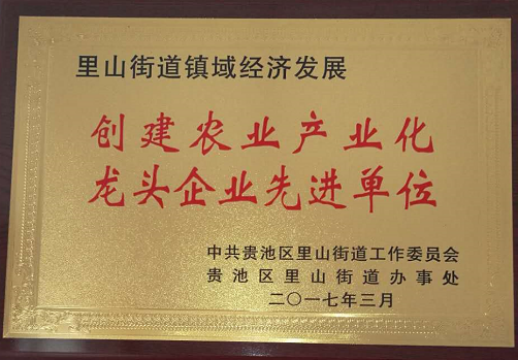 里山街道镇域经济发展
创建农业产业化
龙头企业先进单位
中共贵池区里山街道工作委员会
贵池区里山街道办事处
二〇一七年三月